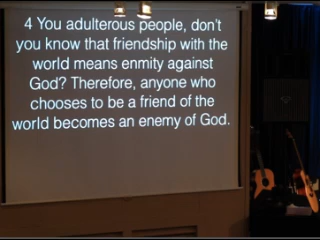 4 You adulterous people, don't
you know that friendship with the
world means enmity against
God? Therefore, anyone who
chooses to be a friend of the
world becomes an enemy of God.